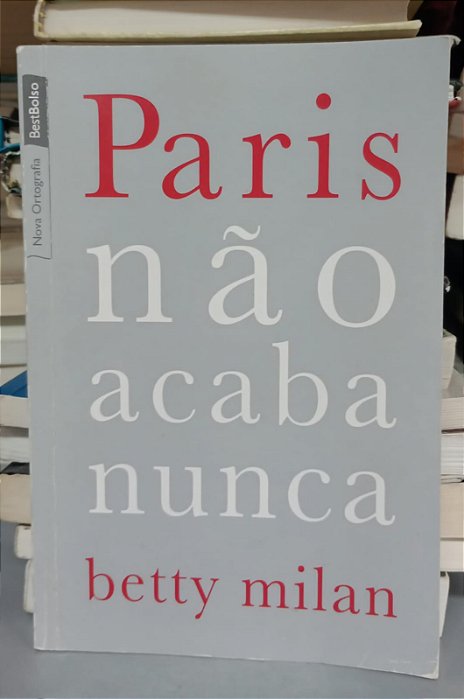 BestBolso
Nova Ortografia
Paris
não
acaba
nunca
betty milan